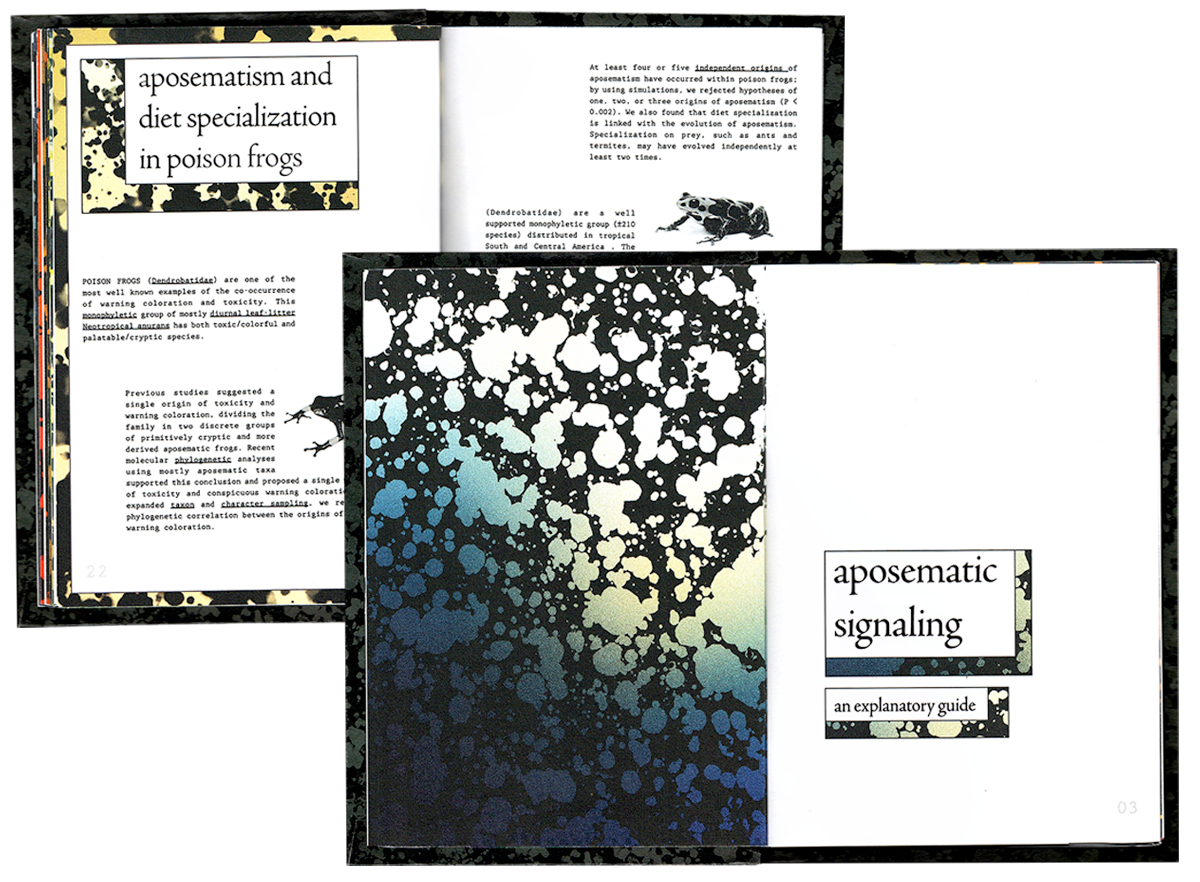 aposematism and
diet specialization
in poison frogs
POISON FROGS (Dendrobatidae) are one of the
most well known examples of the co-occurrence
of warning coloration and toxicity. This
monophyletic group of mostly diurnal leaf-litter
Neotropical anurans has both toxic/colorful and
palatable/cryptic species.
Previous studies suggested a
single origin of toxicity and
warning coloration, dividing the
family in two discrete groups
of primitively cryptic and more
derived aposematic frogs. Recent
molecular phylogenetic analyses
using mostly aposematic taxa
supported this conclusion and proposed a single
of toxicity and conspicuous warning
expanded taxon and character sampling, we
phylogenetic correlation between the origins of
warning coloration.
22
At least four or five independent origins of
aposematism have occurred within poison frogs;
by using simulations, we rejected hypotheses of
one, two, or three origins of aposematism (P <
0.002). We also found that diet specialization
is linked with the evolution of aposematism.
Specialization on prey, such as ants and
termites, may have evolved independently at
least two times.
(Dendrobatidae) are a well
supported monophyletic group (±210
species) distributed in tropical
South and Central America . The
aposematic
signaling
an explanatory guide
03